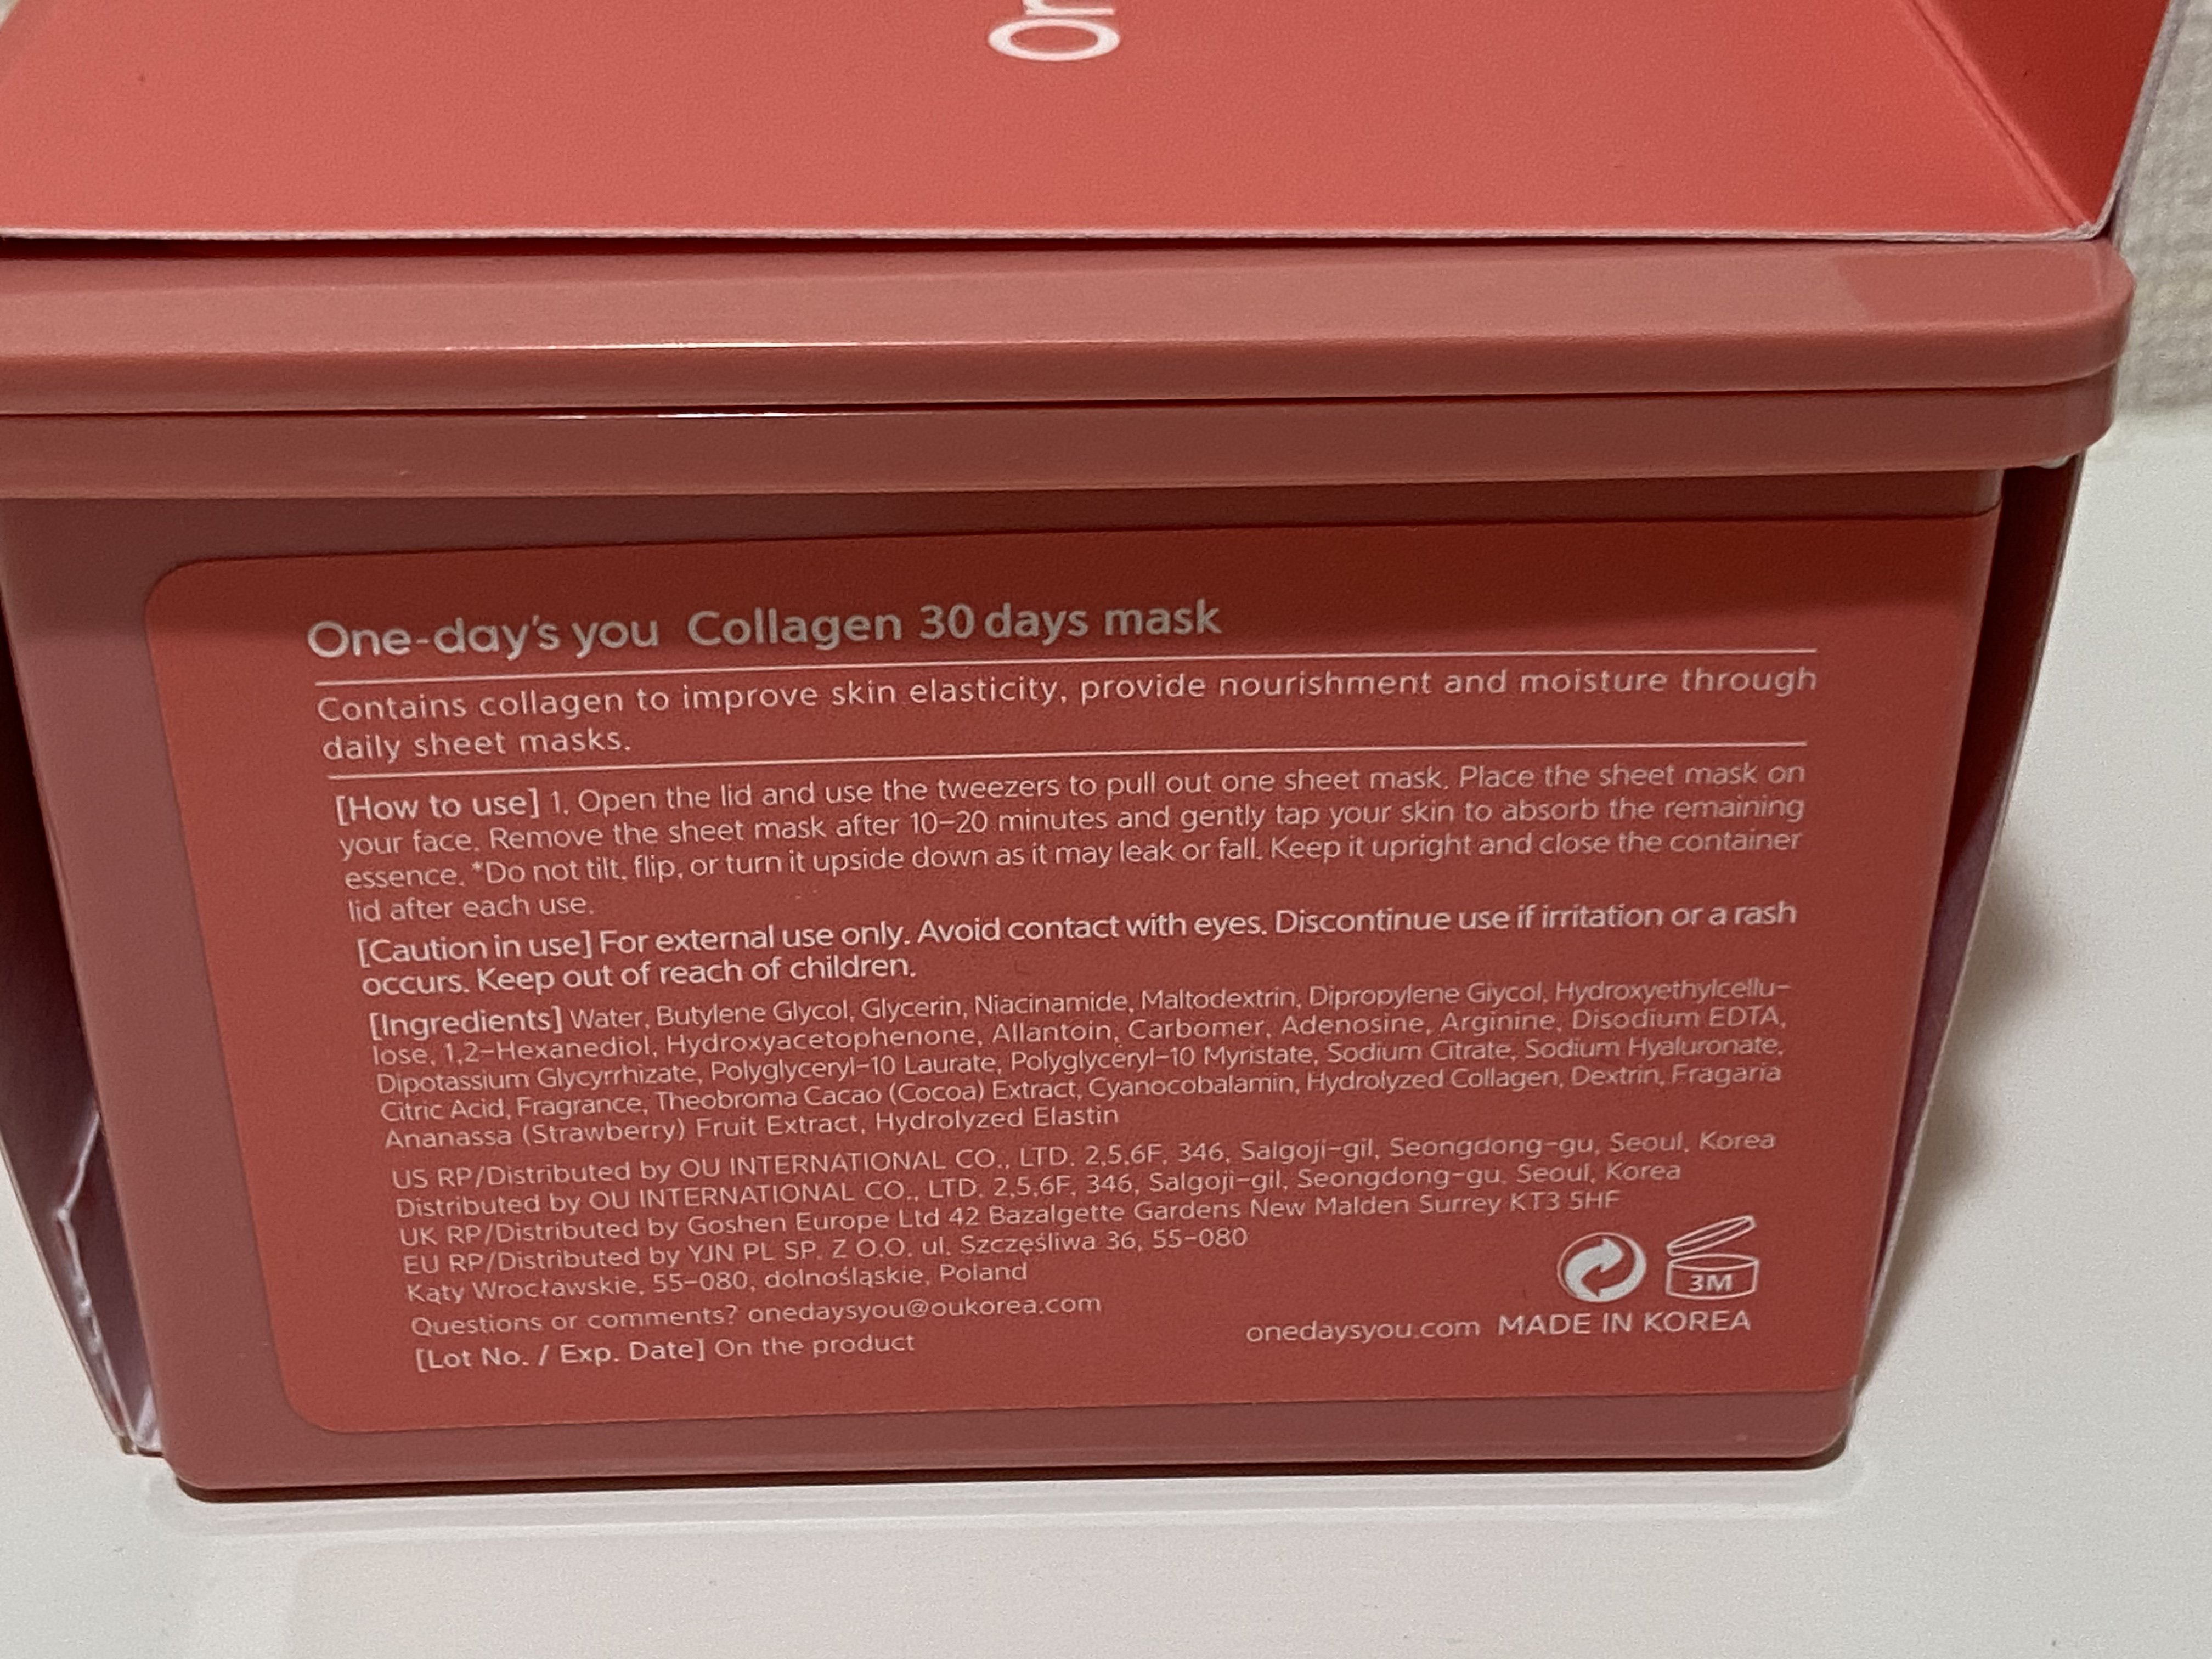 or
One-day's you Collagen 30 days mask
Contains collagen to improve skin elasticity, provide nourishment and moisture through
daily sheet masks.
[How to use] 1. Open the lid and use the tweezers to pull out one sheet mask. Place the sheet mask on
your face. Remove the sheet mask after 10-20 minutes and gently tap your skin to absorb the remaining
essence. *Do not tilt, flip, or turn it upside down as it may leak or fall. Keep it upright and close the container
lid after each use.
[Caution in use] For external use only. Avoid contact with eyes. Discontinue use if irritation or a rash
occurs. Keep out of reach of children.
[Ingredients] Water, Butylene Glycol, Glycerin, Niacinamide, Maltodextrin, Dipropylene Glycol, Hydroxyethylcellu-
lose, 1,2-Hexanediol, Hydroxyacetophenone, Allantoin, Carbomer, Adenosine, Arginine, Disodium EDTA,
Dipotassium Glycyrrhizate, Polyglyceryl-10 Laurate, Polyglyceryl-10 Myristate, Sodium Citrate, Sodium Hyaluronate,
Citric Acid, Fragrance, Theobroma Cacao (Cocoa) Extract, Cyanocobalamin, Hydrolyzed Collagen, Dextrin, Fragaria
Ananassa (Strawberry) Fruit Extract, Hydrolyzed Elastin
US RP/Distributed by OU INTERNATIONAL CO., LTD. 2,5,6F, 346, Salgoji-gil, Seongdong-gu, Seoul, Korea
Distributed by OU INTERNATIONAL CO., LTD. 2,5,6F, 346, Salgoji-gil, Seongdong-gu, Seoul, Korea
UK RP/Distributed by Goshen Europe Ltd 42 Bazalgette Gardens New Malden Surrey KT3 5HF
EU RP/Distributed by YJN PL SP. Z O.O. ul. Szczęśliwa 36, 55-080
Kąty Wrocławskie, 55-080, dolnośląskie, Poland
Questions or comments? onedaysyou@oukorea.com
[Lot No. / Exp. Date] On the product
3M
onedaysyou.com MADE IN KOREA